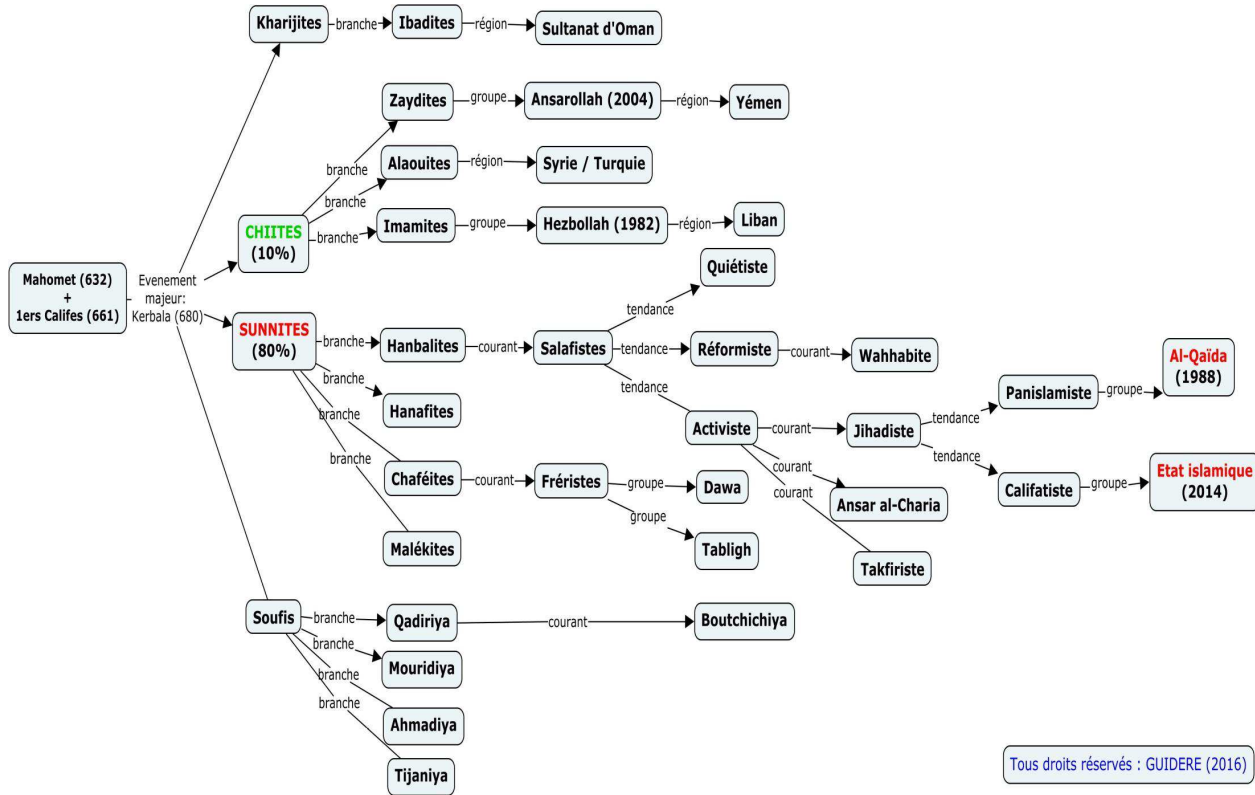 Kharijites
branche
Ibadites
région
Sultanat d'Oman
Zaydites
groupe
Ansarollah (2004)
région
Yémen
branche
Alaouites
région
Syrie / Turquie
branche
CHIITES
(10%)
branche
Imamites
groupe
Hezbollah (1982)
région
Liban
Mahomet (632)
+
1ers Califes (661)
Evenement
majeur:
Kerbala (680)
Quiétiste
tendance
SUNNITES
(80%)
branche
Hanbalites
courant
Salafistes
tendance
Réformiste
courant
Wahhabite
Al-Qaïda
(1988)
tendance
branche
Hanafites
Panislamiste
groupe
tendance
Activiste
courant
Jihadiste
branche
tendance
branche
Chaféites
courant
Fréristes
groupe
Dawa
courant
courant
Ansar al-Charia
Califatiste
groupe
Etat islamique
(2014)
groupe
Malékites
Tabligh
Takfiriste
Soufis
branche
Qadiriya
courant
Boutchichiya
branche
Mouridiya
branche
Ahmadiya
branche
Tijaniya
Tous droits réservés : GUIDERE (2016)